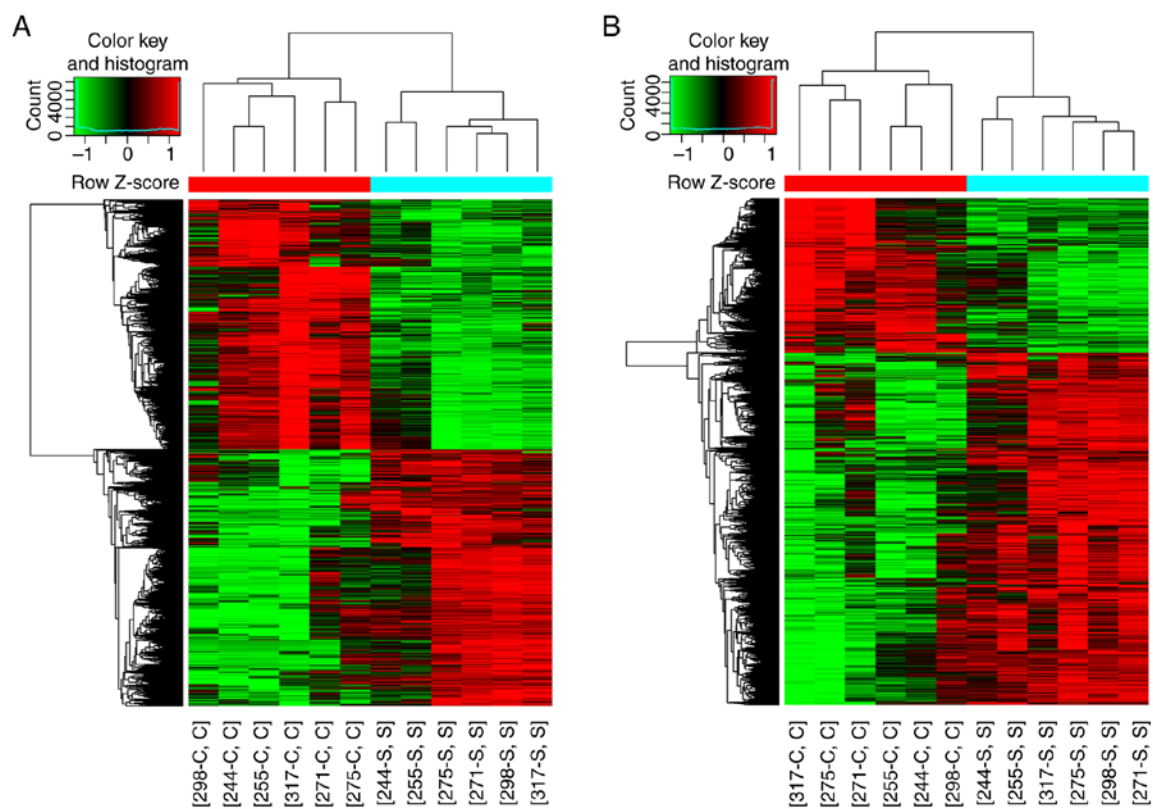 A
Color key
and histogram
Count
0
4000
−1
0
1
Row Z-score
[298-C, C]
[244-C, C]
[255-C, C]
[317-C, C]
[271-C, C]
[275-C, C]
[244-S, S]
[255-S, S]
[275-S, S]
[271-S, S]
[298-S, S]
[317-S, S]
B
Color key
and histogram
Count
0
4000
−1
0
1
Row Z-score
[317-C, C]
[275-C, C]
[271-C, C]
[255-C, C]
[244-C, C]
[298-C, C]
[244-S, S]
[255-S, S]
[317-S, S]
[275-S, S]
[298-S, S]
[271-S, S]